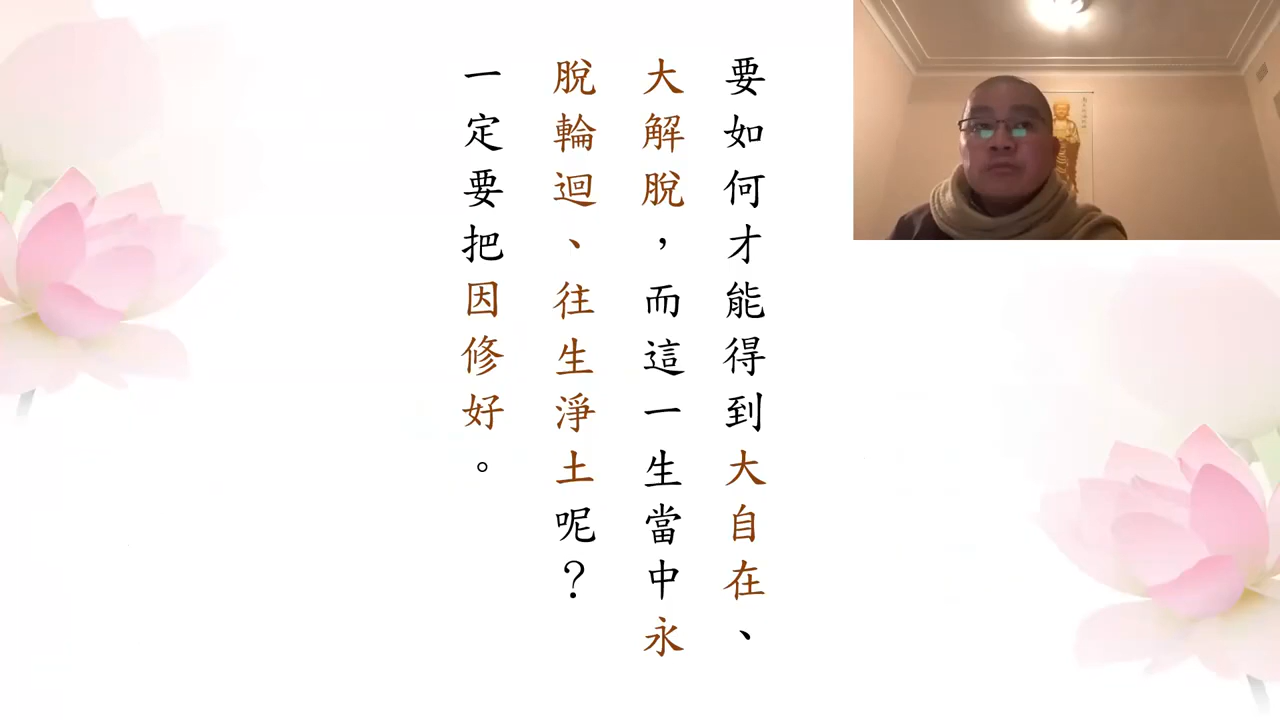 要如何才能得到大自在、
大解脫，而這一生當中永
脫輪迴、往生淨土呢？
一定要把因修好。